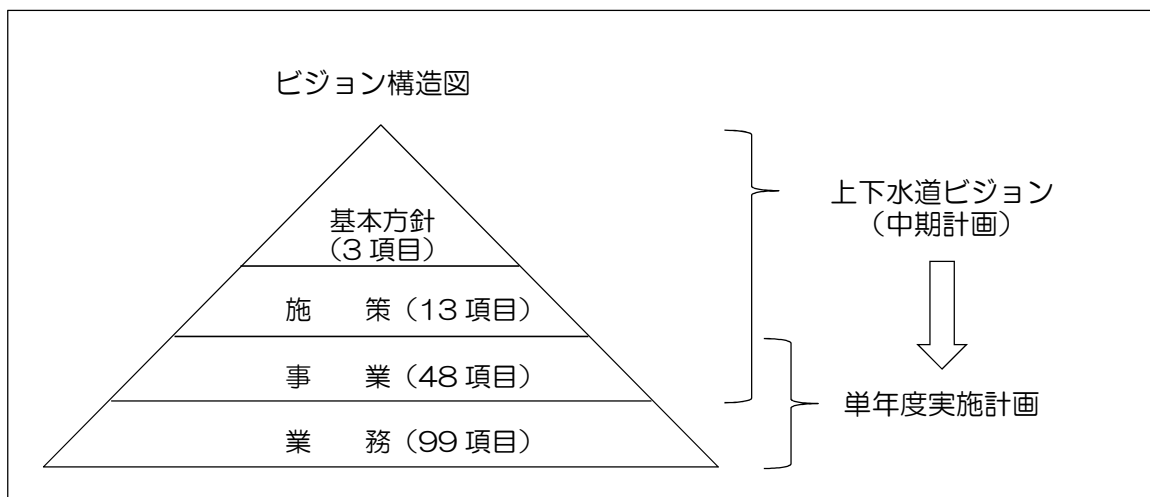 ビジョン構造図
基本方針
（3 項目）
施　　策（13 項目）
事　　業（48 項目）
業　　務（99 項目）
上下水道ビジョン
（中期計画）
単年度実施計画